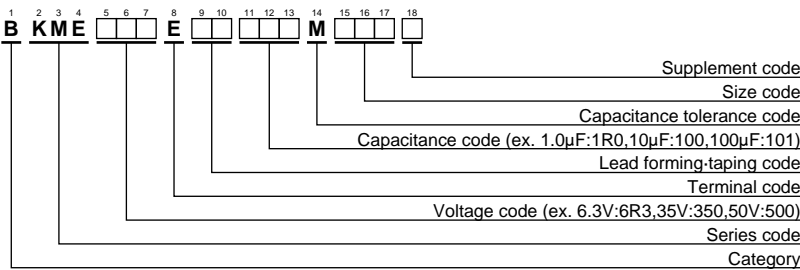 1 2 3 4 5 6 7 8 9 10 11 12 13 14 15 16 17 18
B KME □□□ E □□ □□□ M □□□ □
Supplement code
Size code
Capacitance tolerance code
Capacitance code (ex. 1.0μF:1R0,10μF:100,100μF:101)
Lead forming·taping code
Terminal code
Voltage code (ex. 6.3V:6R3,35V:350,50V:500)
Series code
Category